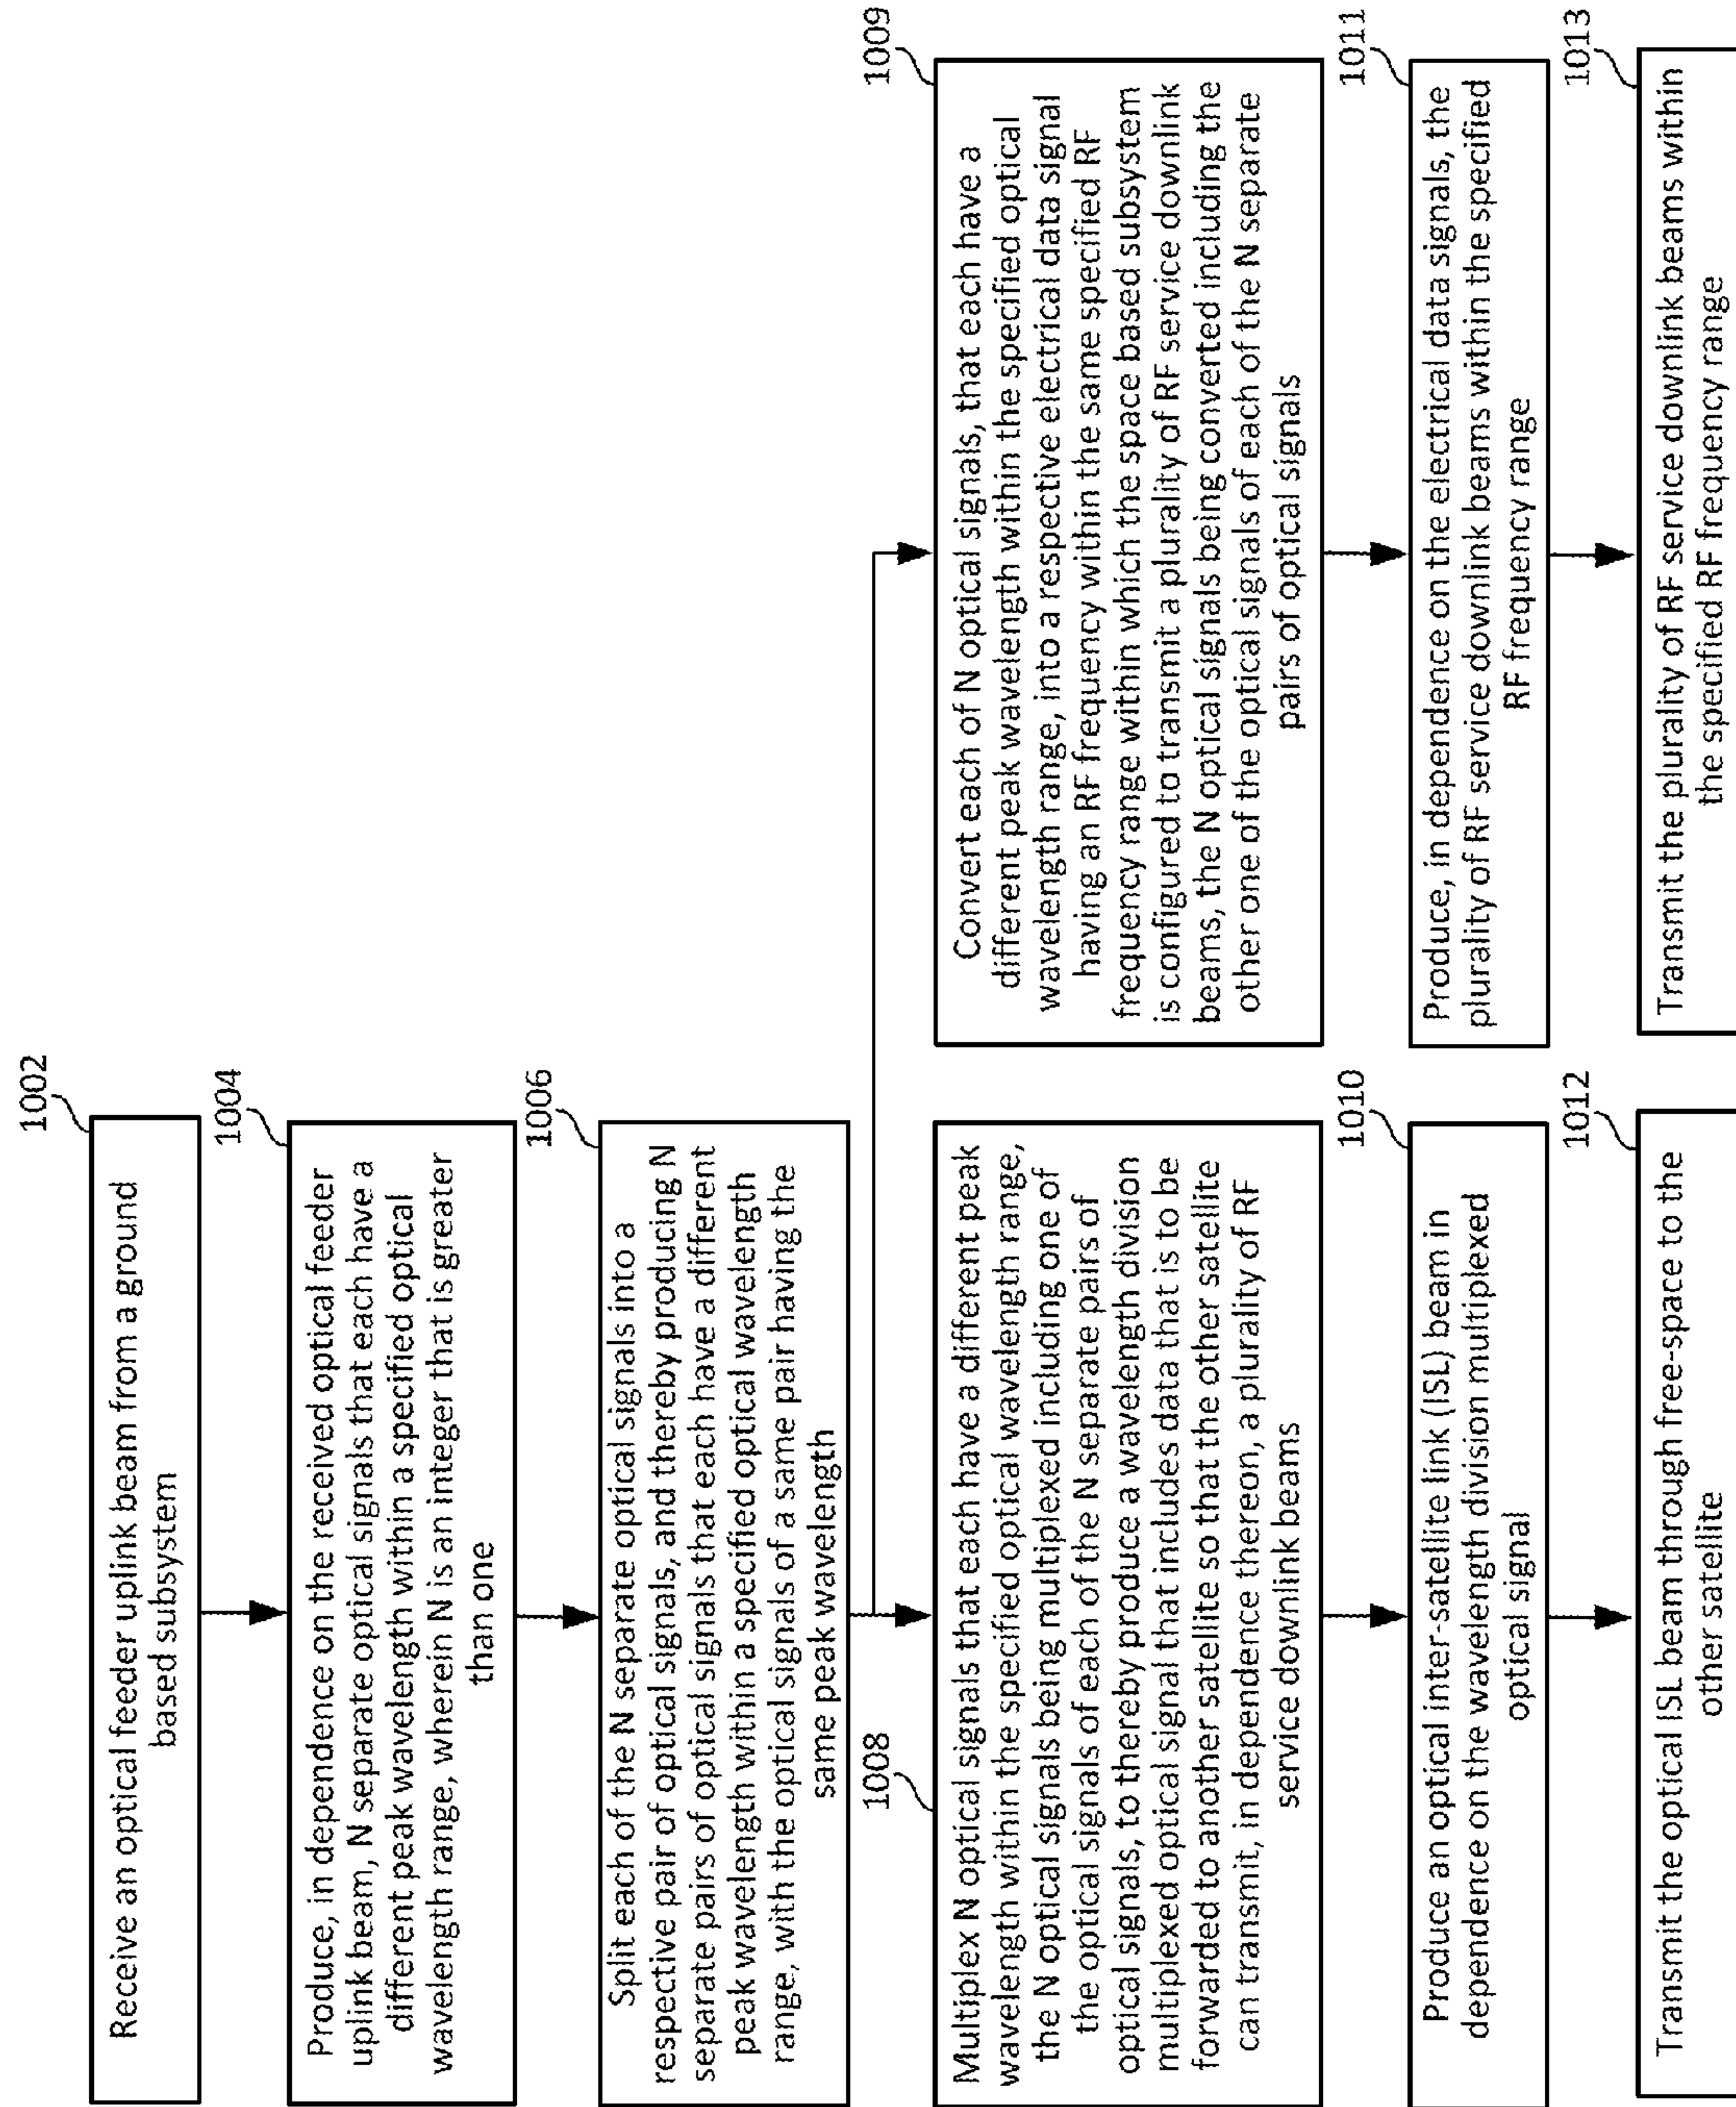 1002
Receive an optical feeder uplink beam from a ground
based subsystem
1004
Produce, in dependence on the received optical feeder
uplink beam, N separate optical signals that each have a
different peak wavelength within a specified optical
wavelength range, wherein N is an integer that is greater
than one
1006
Split each of the N separate optical signals into a
respective pair of optical signals, and thereby producing N
separate pairs of optical signals that each have a different
peak wavelength within a specified optical wavelength
range, with the optical signals of a same pair having the
same peak wavelength
1008
Multiplex N optical signals that each have a different peak
wavelength within the specified optical wavelength range,
the N optical signals being multiplexed including one of
the optical signals of each of the N separate pairs of
optical signals, to thereby produce a wavelength division
multiplexed optical signal that includes data that is to be
forwarded to another satellite so that the other satellite
can transmit, in dependence thereon, a plurality of RF
service downlink beams
1010
Produce an optical inter-satellite link (ISL) beam in
dependence on the wavelength division multiplexed
optical signal
1012
Transmit the optical ISL beam through free-space to the
other satellite
1009
Convert each of N optical signals, that each have a
different peak wavelength within the specified optical
wavelength range, into a respective electrical data signal
having an RF frequency within the same specified RF
frequency range within which the space based subsystem
is configured to transmit a plurality of RF service downlink
beams, the N optical signals being converted including the
other one of the optical signals of each of the N separate
pairs of optical signals
1011
Produce, in dependence on the electrical data signals, the
plurality of RF service downlink beams within the specified
RF frequency range
1013
Transmit the plurality of RF service downlink beams within
the specified RF frequency range